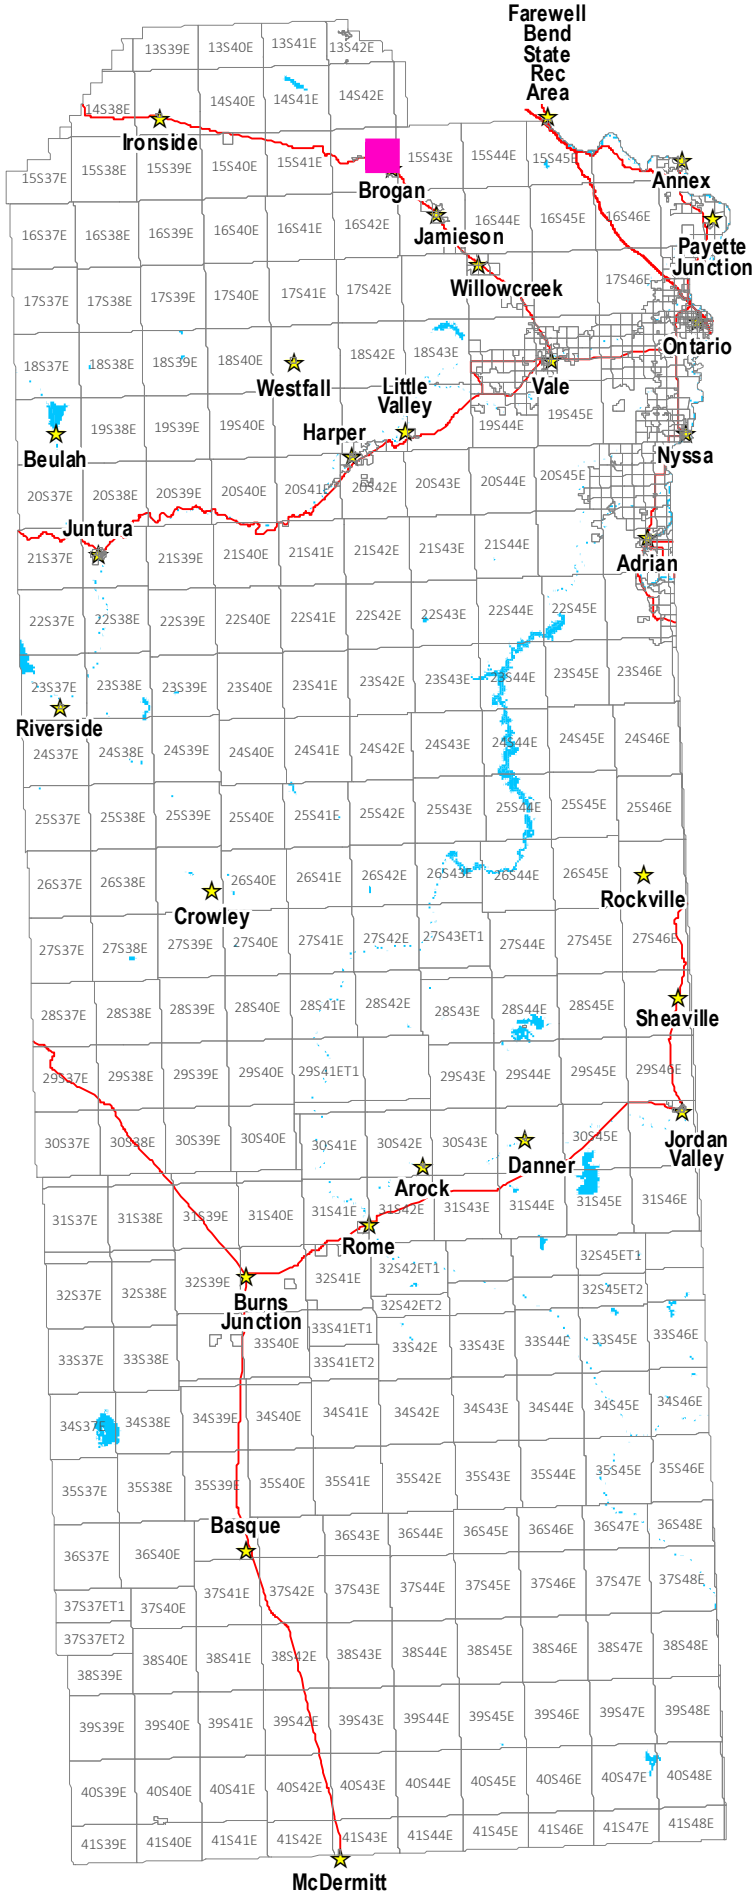 Farewell
Bend
State
Rec
Area
13S39E 13S40E 13S41E 13S42E
14S38E 14S40E 14S41E 14S42E
Ironside
15S37E 15S38E 15S39E 15S40E 15S41E 15S43E 15S44E 15S45E
Annex
Brogan
16S37E 16S38E 16S39E 16S40E 16S41E 16S42E 16S44E 16S45E 16S46E
Jamieson
Payette
Junction
Willowcreek
17S37E 17S38E 17S39E 17S40E 17S41E 17S42E 17S46E
Ontario
18S37E 18S38E 18S39E 18S40E 18S42E 18S43E
Westfall
Vale
Little
Valley
19S38E 19S39E 19S40E 19S44E 19S45E
Harper
Beulah
Nyssa
20S37E 20S38E 20S39E 20S40E 20S41E 20S42E 20S43E 20S44E 20S45E
Juntura
21S37E 21S39E 21S40E 21S41E 21S42E 21S43E 21S44E
Adrian
22S37E 22S38E 22S39E 22S40E 22S41E 22S42E 22S43E 22S44E 22S45E
23S37E 23S38E 23S39E 23S40E 23S41E 23S42E 23S43E 23S44E 23S45E 23S46E
Riverside
24S37E 24S38E 24S39E 24S40E 24S41E 24S42E 24S43E 24S44E 24S45E 24S46E
25S37E 25S38E 25S39E 25S40E 25S41E 25S42E 25S43E 25S44E 25S45E 25S46E
26S37E 26S38E 26S40E 26S41E 26S42E 26S43E 26S44E 26S45E
Rockville
Crowley
27S37E 27S38E 27S39E 27S40E 27S41E 27S42E 27S43ET1 27S44E 27S45E 27S46E
28S37E 28S38E 28S39E 28S40E 28S41E 28S42E 28S43E 28S44E 28S45E
Sheaville
29S37E 29S38E 29S39E 29S40E 29S41ET1 29S43E 29S44E 29S45E 29S46E
30S37E 30S38E 30S39E 30S40E 30S41E 30S42E 30S43E 30S45E
Jordan
Valley
Danner
Arock
31S37E 31S38E 31S39E 31S40E 31S41E 31S42E 31S43E 31S44E 31S45E 31S46E
Rome
32S37E 32S38E 32S39E 32S41E 32S42ET1 32S45ET1
32S42ET2 32S45ET2
Burns
Junction
33S41ET1
33S37E 33S38E 33S40E 33S42E 33S43E 33S44E 33S45E 33S46E
33S41ET2
34S37E 34S38E 34S39E 34S40E 34S41E 34S42E 34S43E 34S44E 34S45E 34S46E
35S37E 35S38E 35S39E 35S40E 35S41E 35S42E 35S43E 35S44E 35S45E 35S46E
Basque
36S37E 36S40E 36S43E 36S44E 36S45E 36S46E 36S47E 36S48E
37S37ET1 37S40E 37S41E 37S42E 37S43E 37S44E 37S45E 37S46E 37S47E 37S48E
37S37ET2
38S39E 38S40E 38S41E 38S42E 38S43E 38S44E 38S45E 38S46E 38S47E 38S48E
39S39E 39S40E 39S41E 39S42E 39S43E 39S44E 39S45E 39S46E 39S47E 39S48E
40S39E 40S40E 40S41E 40S42E 40S43E 40S44E 40S45E 40S46E 40S47E 40S48E
41S39E 41S40E 41S41E 41S42E 41S43E 41S44E 41S45E 41S46E 41S47E 41S48E
McDermitt